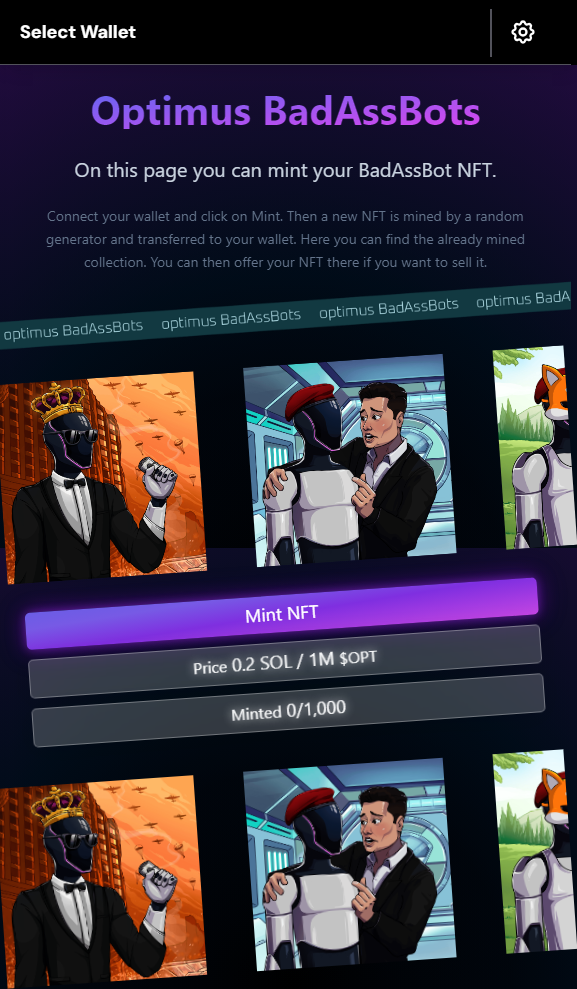 Select Wallet
Optimus BadAssBots
On this page you can mint your BadAssBot NFT.
Connect your wallet and click on Mint. Then a new NFT is mined by a random
generator and transferred to your wallet. Here you can find the already mined
collection. You can then offer your NFT there if you want to sell it.
optimus BadAssBots optimus BadAssBots optimus BadAssBots optimus BadA
Mint NFT
Price 0.2 SOL / 1M $OPT
Minted 0/1,000